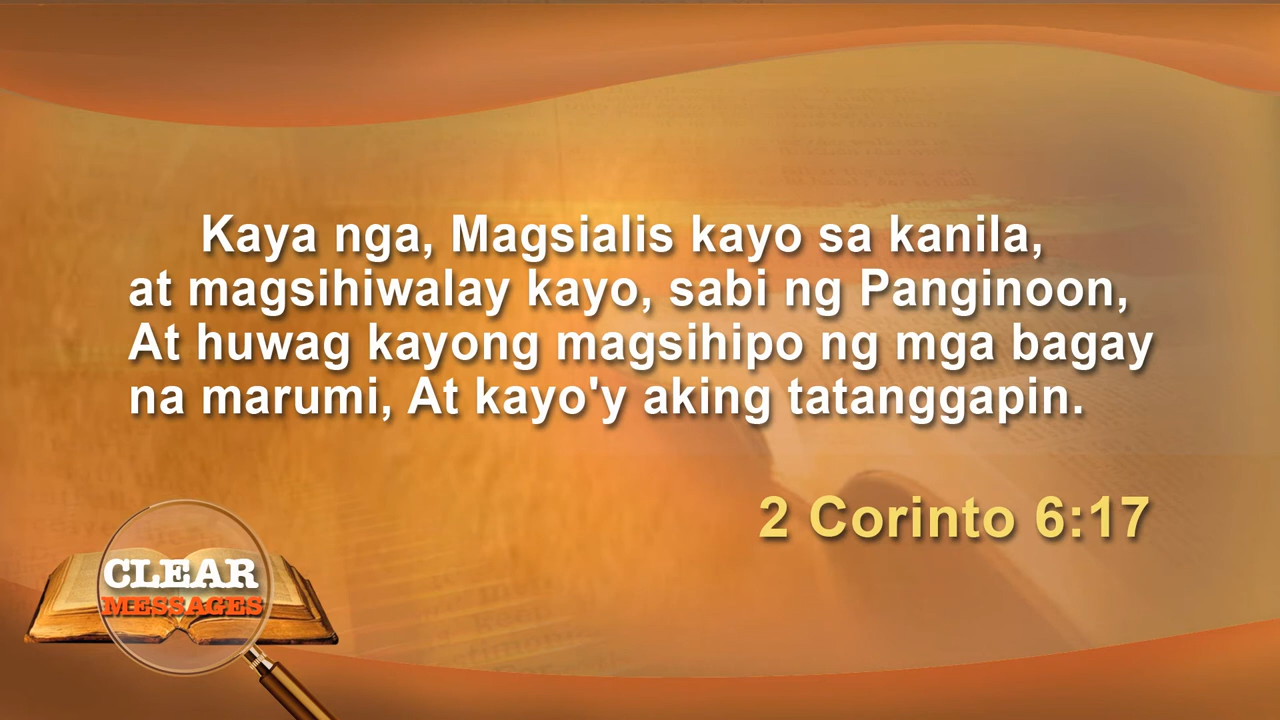 Kaya nga, Magsialis kayo sa kanila,
at magsihiwalay kayo, sabi ng Panginoon,
At huwag kayong magsihipo ng mga bagay
na marumi, At kayo'y aking tatanggapin.
2 Corinto 6:17
CLEAR
MESSAGES